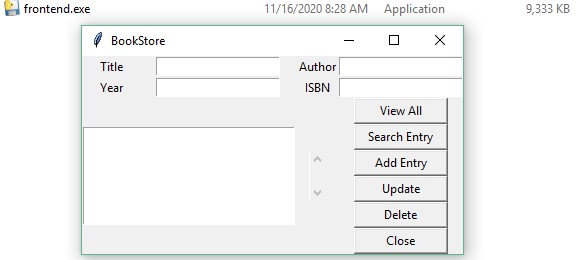 frontend.exe 11/16/2020 8:28 AM Application 9,333 KB
BookStore
Title Author
Year ISBN
View All
Search Entry
Add Entry
Update
Delete
Close